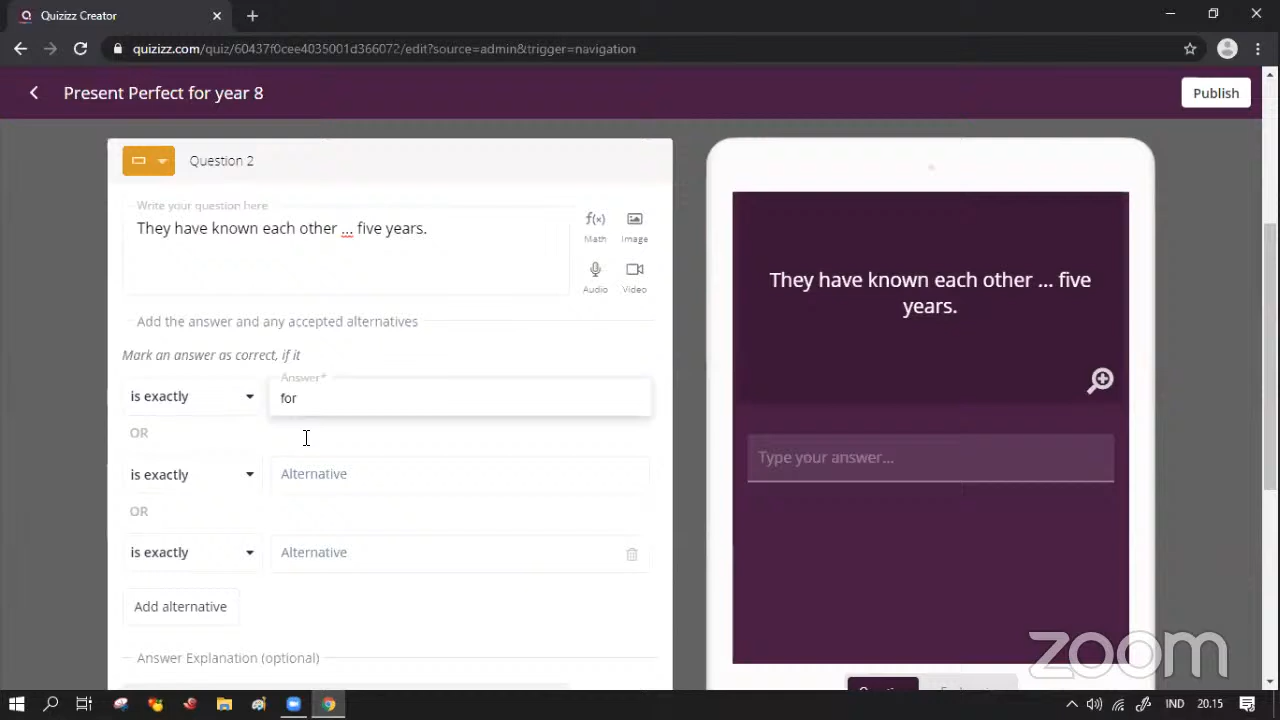 Quizizz Creator
quizizz.com/quiz/60437f0cee4035001d366072/edit?source=admin&trigger=navigation
Present Perfect for year 8
Publish
Question 2
Write your question here
They have known each other ... five years.
f(x)
Math
Image
Audio
Video
Add the answer and any accepted alternatives
Mark an answer as correct, if it
is exactly
Answer*
for
OR
is exactly
Alternative
OR
is exactly
Alternative
Add alternative
Answer Explanation (optional)
They have known each other ... five
years.
Type your answer...
zoom
IND
20.15